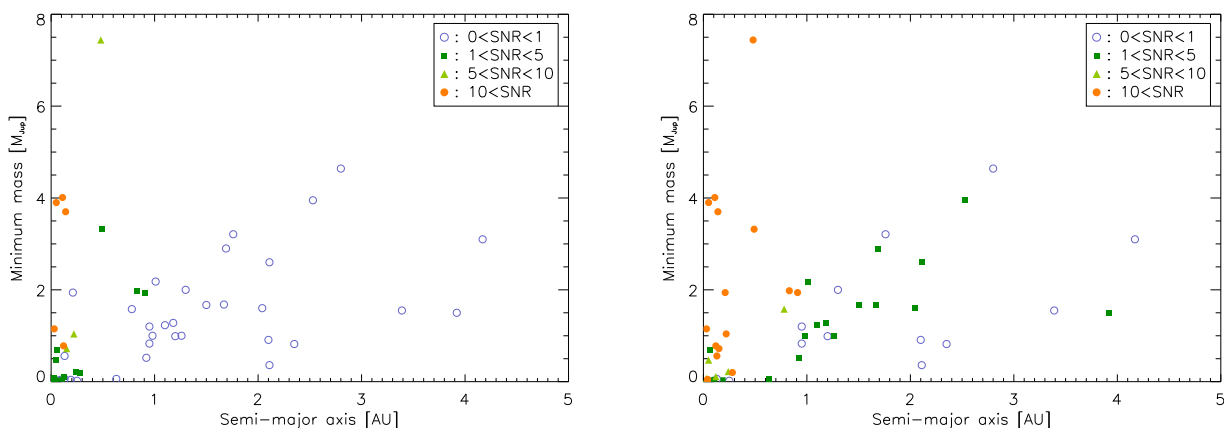 8
6
4
2
0
Minimum mass [M_Jup]
○: 0<SNR<1
■: 1<SNR<5
▲: 5<SNR<10
●: 10<SNR
0 1 2 3 4 5
Semi-major axis [AU]
8
6
4
2
0
Minimum mass [M_Jup]
○: 0<SNR<1
■: 1<SNR<5
▲: 5<SNR<10
●: 10<SNR
0 1 2 3 4 5
Semi-major axis [AU]